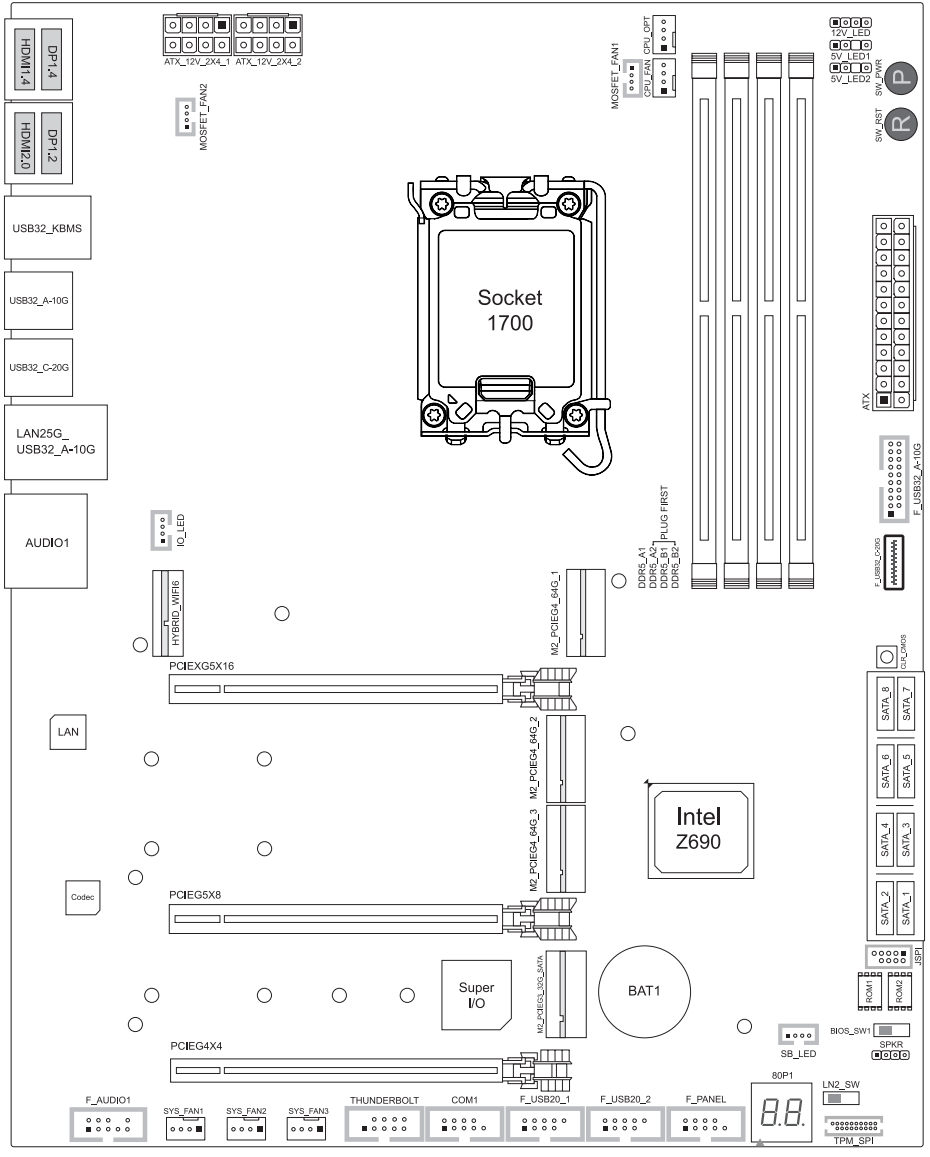 HDMI1.4
DP1.4
HDMI2.0
DP1.2
USB32_KBMS
USB32_A-10G
USB32_C-20G
LAN25G_
USB32_A-10G
AUDIO1
ATX_12V_2X4_1
ATX_12V_2X4_2
MOSFET_FAN2
MOSFET_FAN1
CPU_OPT
CPU_FAN
12V_LED
5V_LED1
5V_LED2
SW_PWR
P
SW_RST
R
Socket
1700
ATX
F_USB32_A-10G
F_USB32_C-20G
IO_LED
DDR5_A1
DDR5_A2
DDR5_B1
DDR5_B2
PLUG FIRST
HYBRID_WIFI6
M2_PCIEG4_64G_1
CLR_CMOS
PCIEXG5X16
LAN
M2_PCIEG4_64G_2
M2_PCIEG4_64G_3
Intel
Z690
SATA_8
SATA_7
SATA_6
SATA_5
SATA_4
SATA_3
SATA_2
SATA_1
Codec
PCIEG5X8
JSPI
Super
I/O
M2_PCIEG3_32G_SATA
BAT1
ROM1
ROM2
BIOS_SW1
SPKR
SB_LED
PCIEG4X4
80P1
8.8.
LN2_SW
TPM_SPI
F_AUDIO1
SYS_FAN1
SYS_FAN2
SYS_FAN3
THUNDERBOLT
COM1
F_USB20_1
F_USB20_2
F_PANEL